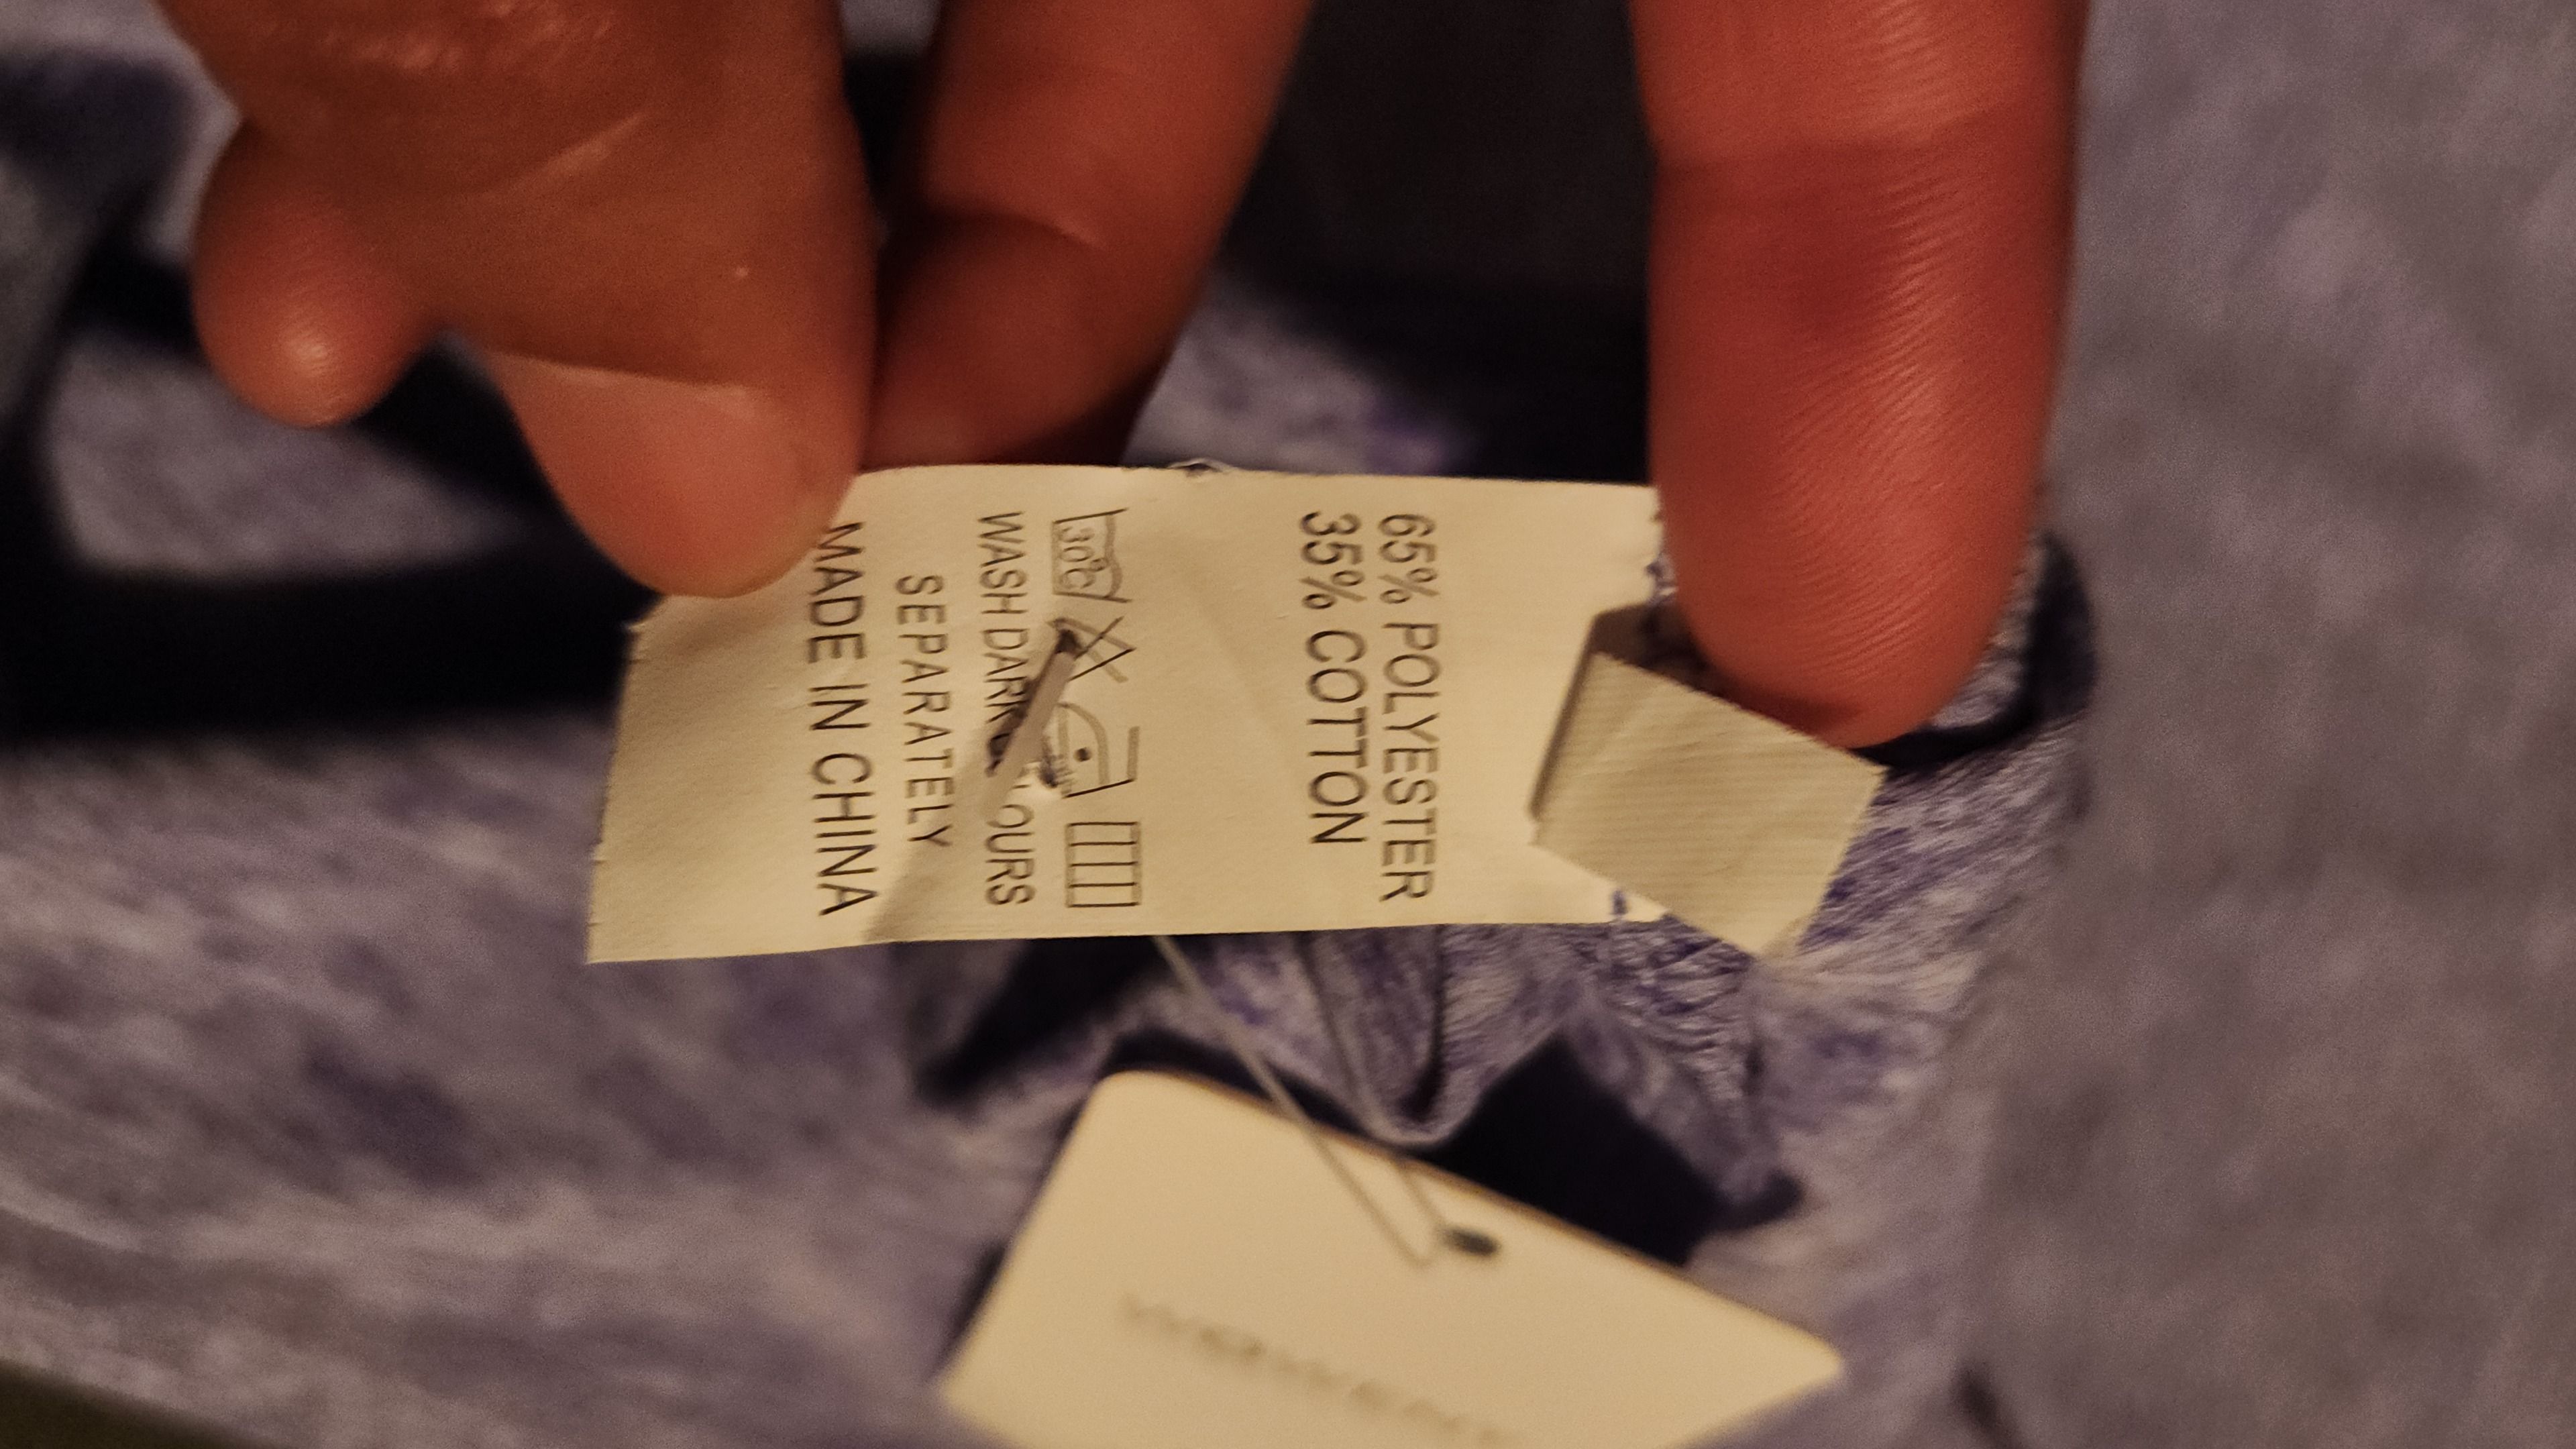 65% POLYESTER
35% COTTON
30°C
WASH DARK COLOURS
SEPARATELY
MADE IN CHINA